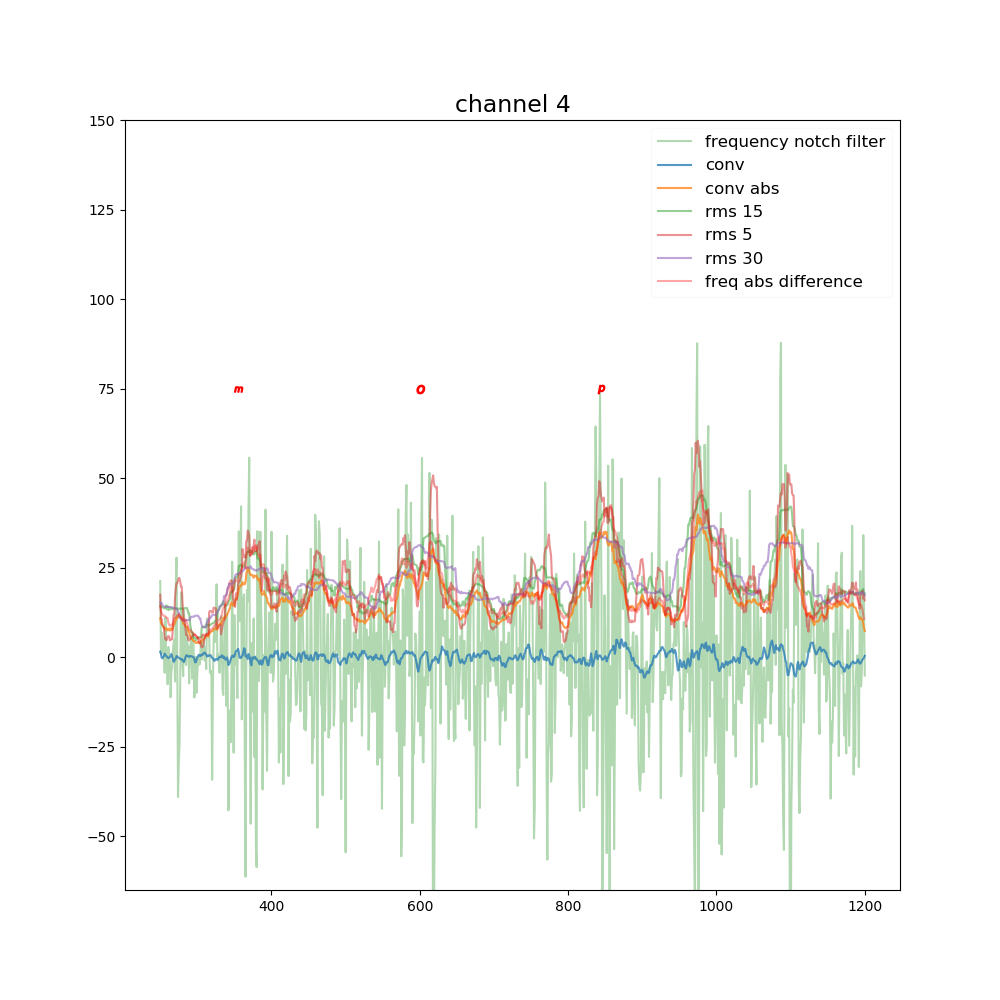 channel 4
150
125
100
75
50
25
0
−25
−50
frequency notch filter
conv
conv abs
rms 15
rms 5
rms 30
freq abs difference
m o p
400 600 800 1000 1200